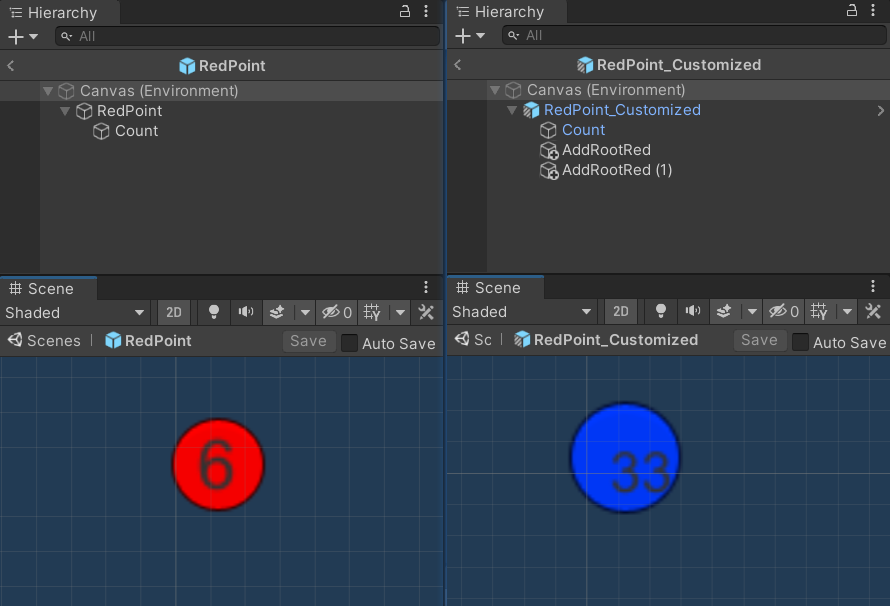 Hierarchy
All
RedPoint
Canvas (Environment)
RedPoint
Count
Scene
Shaded
2D
0
Scenes
RedPoint
Save
Auto Save
6
Hierarchy
All
RedPoint_Customized
Canvas (Environment)
RedPoint_Customized
Count
AddRootRed
AddRootRed (1)
Scene
Shaded
2D
0
Sc
RedPoint_Customized
Save
Auto Save
33